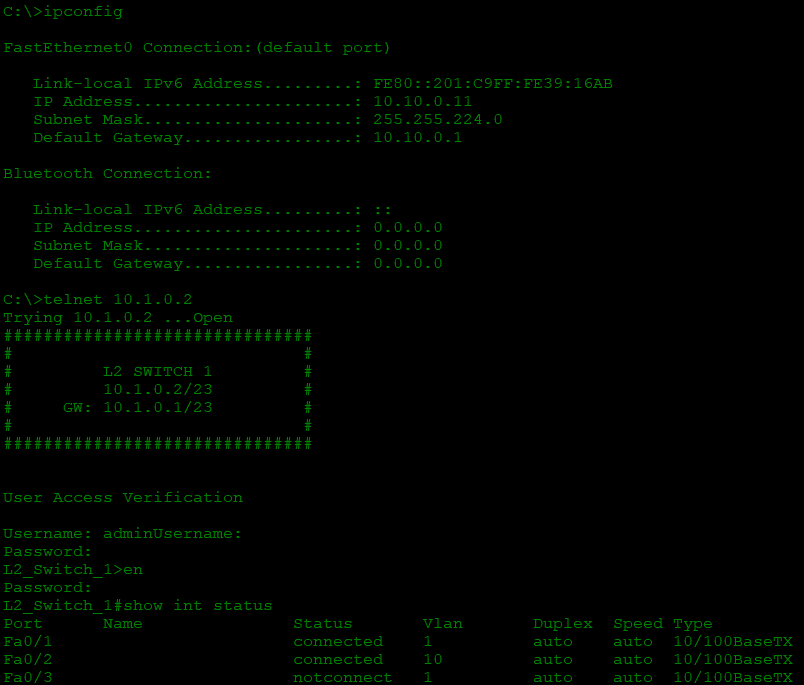 C:\>ipconfig
FastEthernet0 Connection:(default port)
Link-local IPv6 Address.........: FE80::201:C9FF:FE39:16AB
IP Address......................: 10.10.0.11
Subnet Mask.....................: 255.255.224.0
Default Gateway.................: 10.10.0.1
Bluetooth Connection:
Link-local IPv6 Address.........: ::
IP Address......................: 0.0.0.0
Subnet Mask.....................: 0.0.0.0
Default Gateway.................: 0.0.0.0
C:\>telnet 10.1.0.2
Trying 10.1.0.2 ...Open
###############################
#                             #
#         L2 SWITCH 1         #
#         10.1.0.2/23         #
#     GW: 10.1.0.1/23         #
#                             #
###############################
User Access Verification
Username: adminUsername:
Password:
L2_Switch_1>en
Password:
L2_Switch_1#show int status
Port      Name               Status       Vlan       Duplex  Speed Type
Fa0/1                        connected    1          auto    auto  10/100BaseTX
Fa0/2                        connected    10         auto    auto  10/100BaseTX
Fa0/3                        notconnect   1          auto    auto  10/100BaseTX